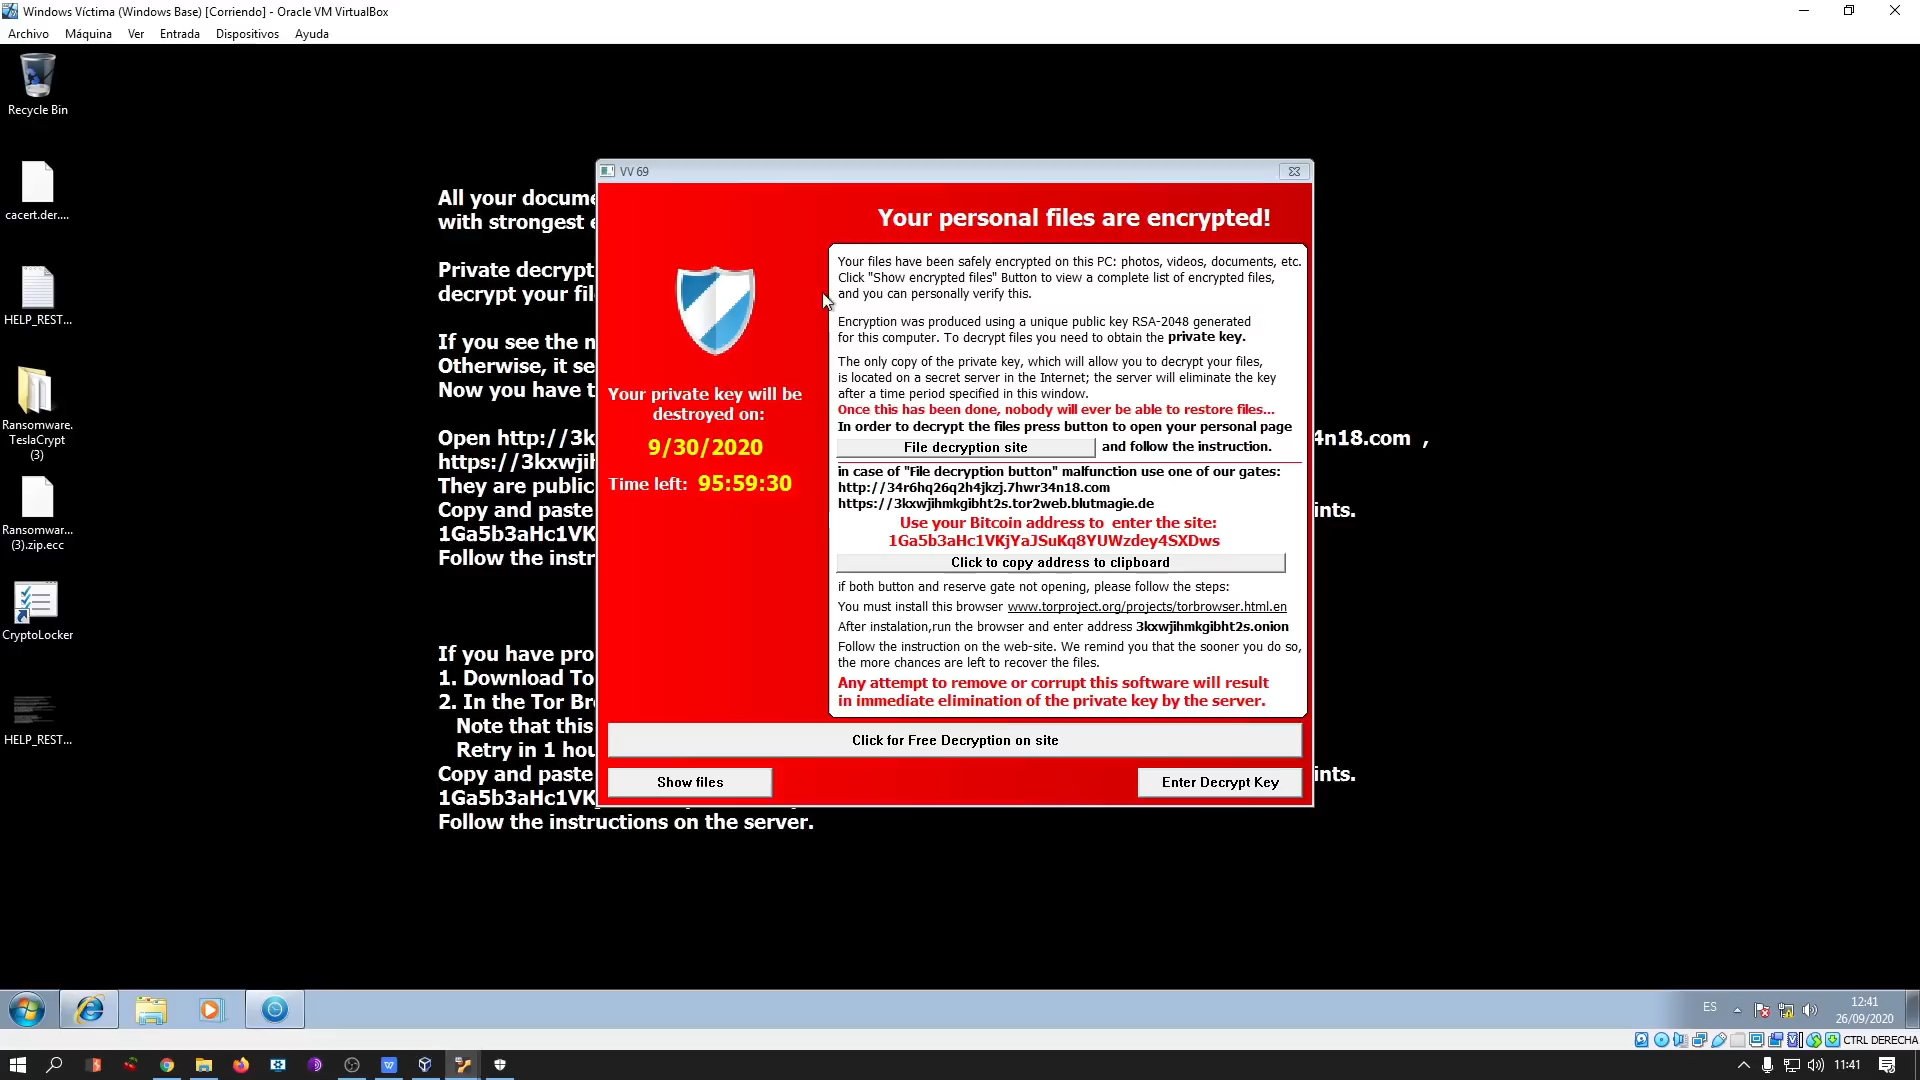 Windows Víctima (Windows Base) [Corriendo] - Oracle VM VirtualBox
Archivo Máquina Ver Entrada Dispositivos Ayuda
Recycle Bin
cacert.der....
HELP_REST...
Ransomware.
TeslaCrypt
(3)
Ransomwar...
(3).zip.ecc
CryptoLocker
HELP_REST...
All your docume
with strongest
Private decrypt
decrypt your fil
If you see the
Otherwise, it se
Now you have t
Open http://3k
4n18.com ,
https://3kxwji
They are public
Copy and paste
ints.
1Ga5b3aHc1VK
Follow the instr
If you have pro
1. Download To
2. In the Tor Br
Note that this
Retry in 1 hou
Copy and paste
ints.
1Ga5b3aHc1VK
Follow the instructions on the server.
VV 69
Your personal files are encrypted!
Your private key will be
destroyed on:
9/30/2020
Time left: 95:59:30
Your files have been safely encrypted on this PC: photos, videos, documents, etc.
Click "Show encrypted files" Button to view a complete list of encrypted files,
and you can personally verify this.
Encryption was produced using a unique public key RSA-2048 generated
for this computer. To decrypt files you need to obtain the private key.
The only copy of the private key, which will allow you to decrypt your files,
is located on a secret server in the Internet; the server will eliminate the key
after a time period specified in this window.
Once this has been done, nobody will ever be able to restore files...
In order to decrypt the files press button to open your personal page
File decryption site and follow the instruction.
in case of "File decryption button" malfunction use one of our gates:
http://34r6hq26q2h4jkzj.7hwr34n18.com
https://3kxwjihmkgibht2s.tor2web.blutmagie.de
Use your Bitcoin address to enter the site:
1Ga5b3aHc1VKjYaJSuKq8YUWzdey4SXDws
Click to copy address to clipboard
if both button and reserve gate not opening, please follow the steps:
You must install this browser www.torproject.org/projects/torbrowser.html.en
After instalation,run the browser and enter address 3kxwjihmkgibht2s.onion
Follow the instruction on the web-site. We remind you that the sooner you do so,
the more chances are left to recover the files.
Any attempt to remove or corrupt this software will result
in immediate elimination of the private key by the server.
Click for Free Decryption on site
Show files
Enter Decrypt Key
ES
12:41
26/09/2020
CTRL DERECHA
11:41